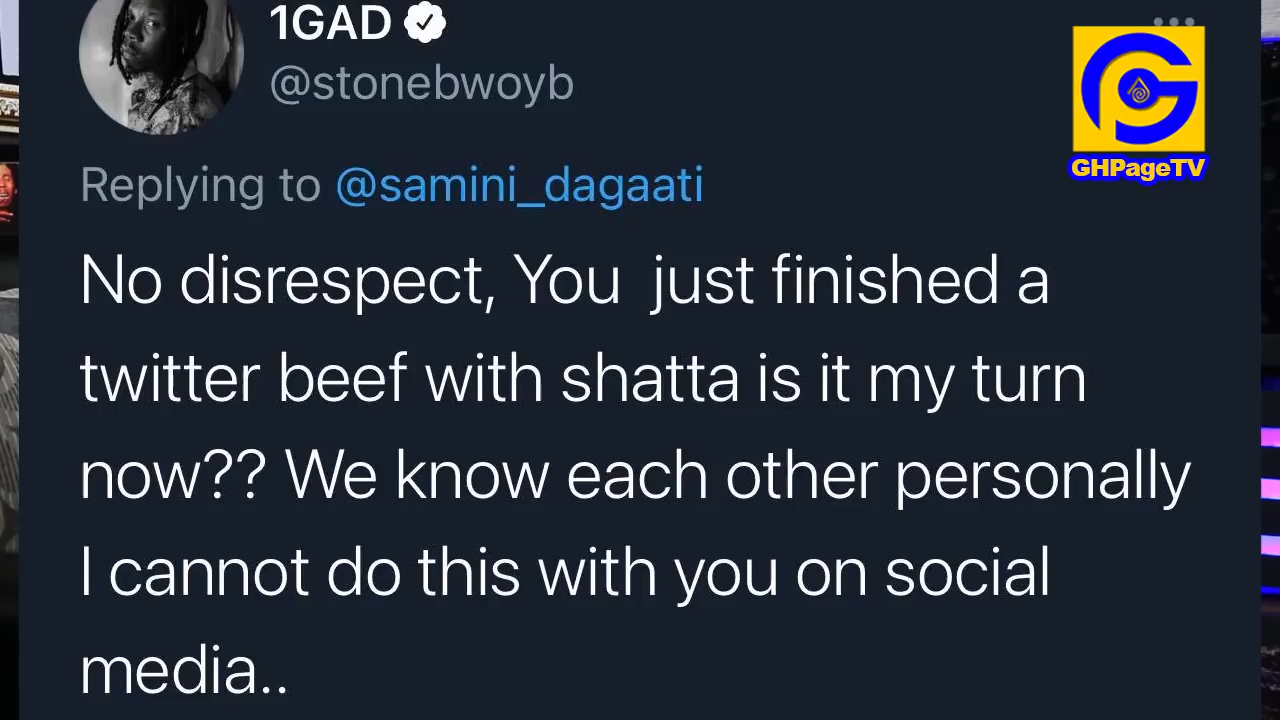 1GAD
@stonebwoyb
GHPageTV
Replying to @samini_dagaati
No disrespect, You  just finished a
twitter beef with shatta is it my turn
now?? We know each other personally
I cannot do this with you on social
media..